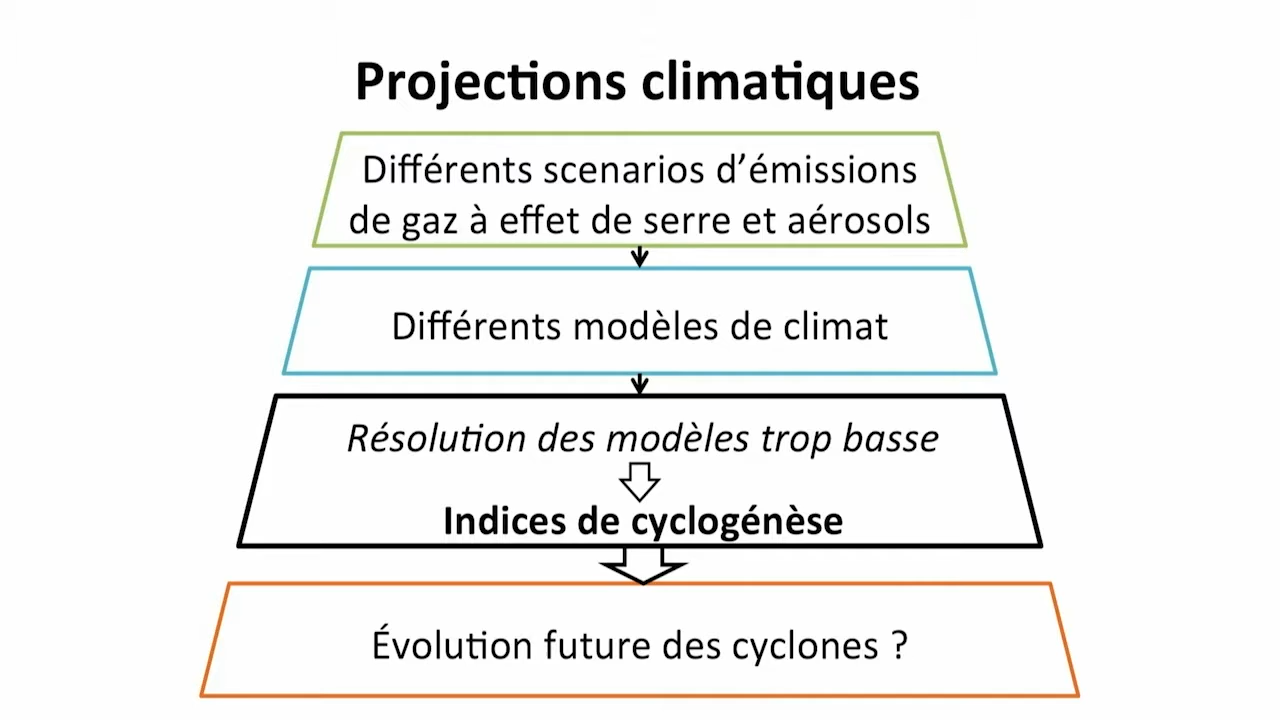 Projections climatiques
Différents scenarios d’émissions
de gaz à effet de serre et aérosols
Différents modèles de climat
Résolution des modèles trop basse
Indices de cyclogénèse
Évolution future des cyclones ?